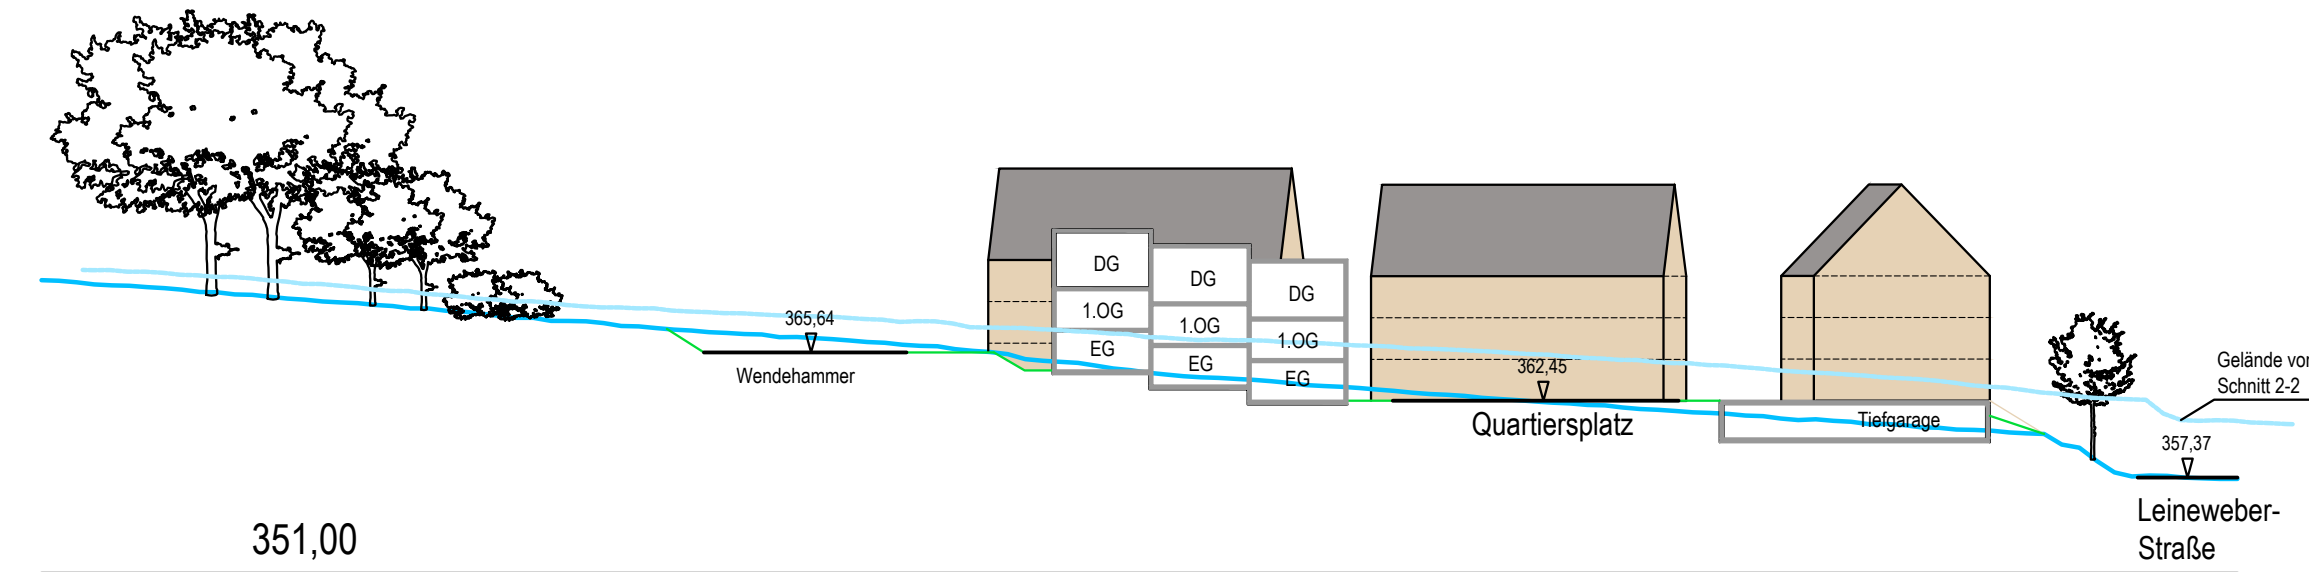 DG
DG
DG
1.OG
1.OG
1.OG
EG
EG
EG
365,64
Wendehammer
362,45
Quartiersplatz
Tiefgarage
Gelände vor
Schnitt 2-2
357,37
Leineweber-
Straße
351,00